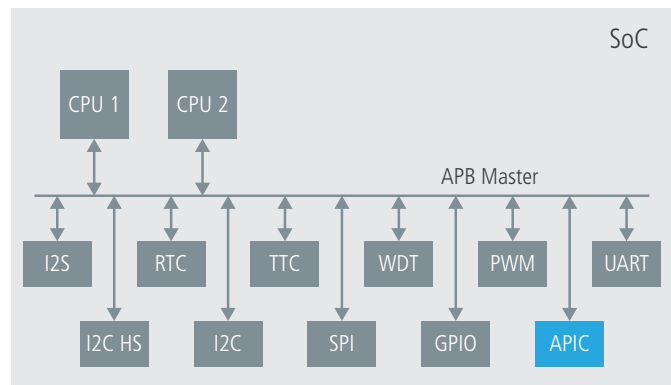 SoC
CPU 1 CPU 2
APB Master
I2S RTC TTC WDT PWM UART
I2C HS I2C SPI GPIO APIC